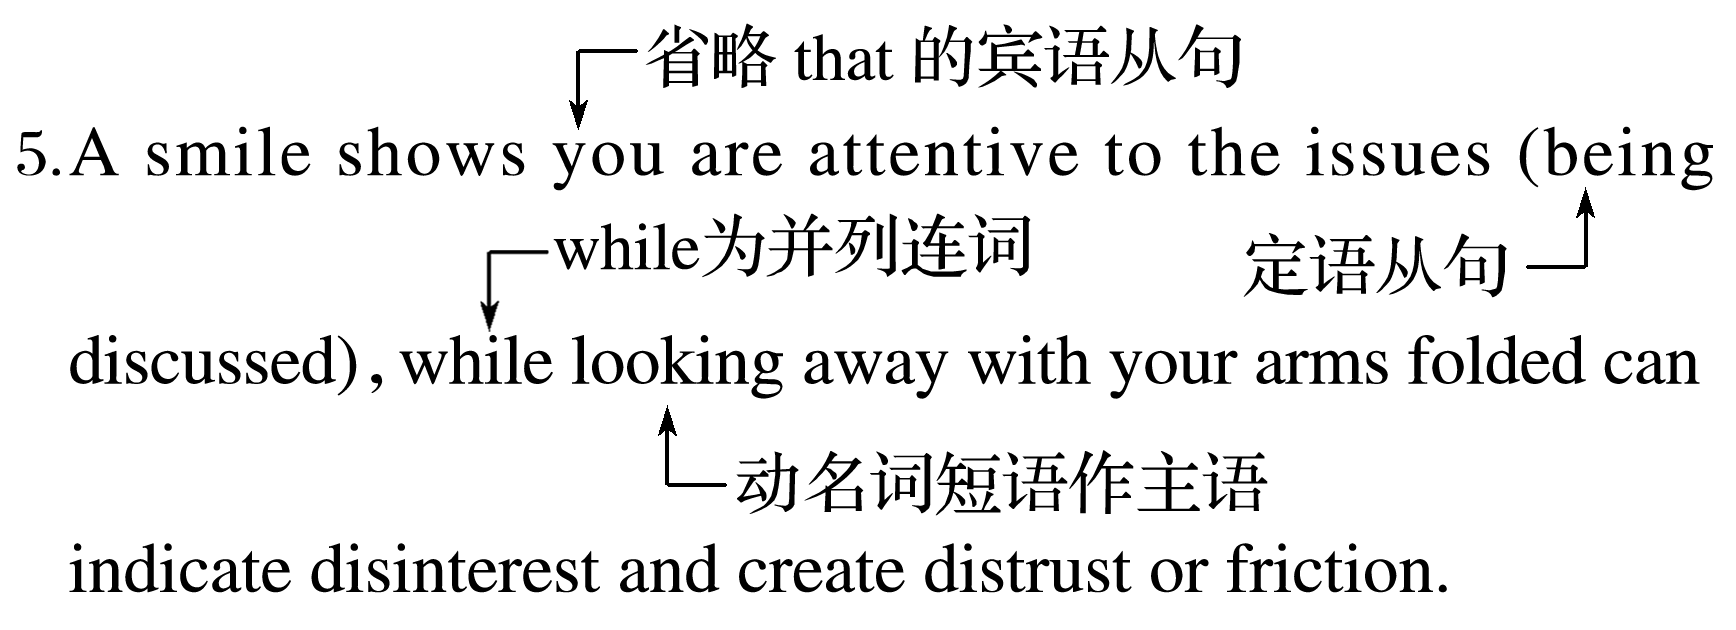 省略 that 的宾语从句
5.A smile shows you are attentive to the issues (being
while为并列连词
定语从句
discussed), while looking away with your arms folded can
动名词短语作主语
indicate disinterest and create distrust or friction.